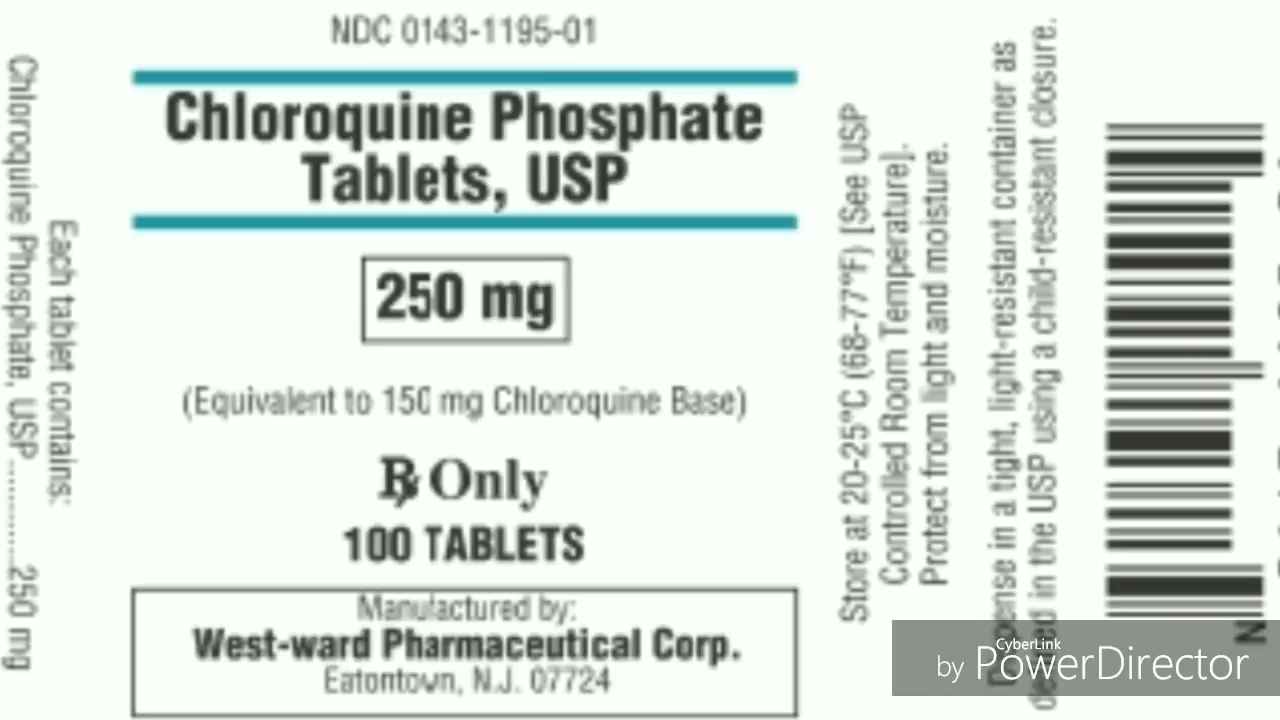 NDC 0143-1195-01
Chloroquine Phosphate
Tablets, USP
250 mg
(Equivalent to 150 mg Chloroquine Base)
Rx Only
100 TABLETS
Manufactured by:
West-ward Pharmaceutical Corp.
Eatontown, N.J. 07724
Each tablet contains:
Chloroquine Phosphate, USP...........250 mg
Store at 20-25°C (68-77°F) [See USP
Controlled Room Temperature].
Protect from light and moisture.
in a tight, light-resistant container as
in the USP using a child-resistant closure.
N
CyberLink
by PowerDirector